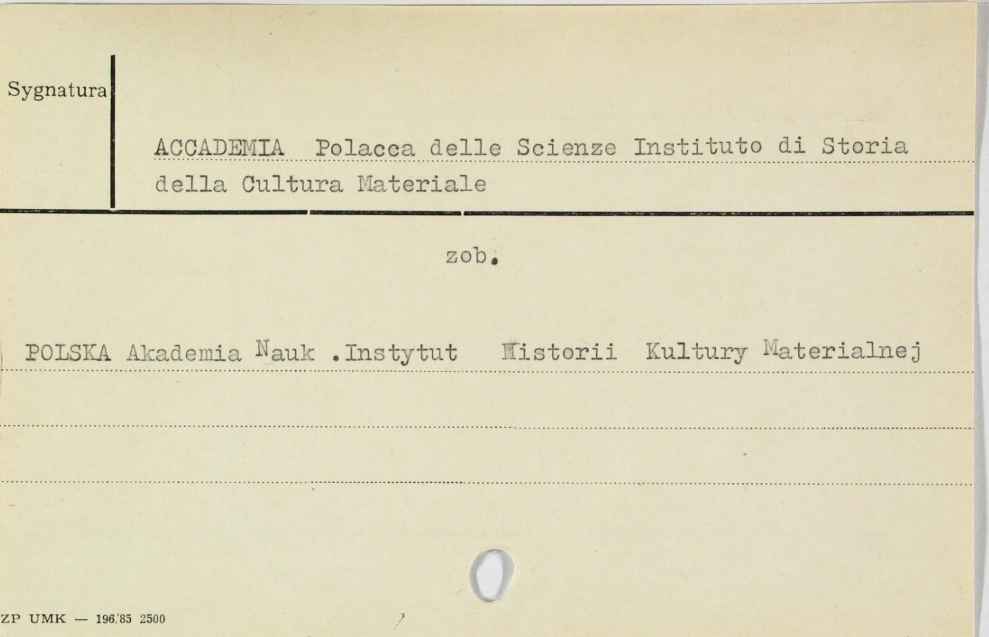 Sygnatura
ACCADEMIA Polacca delle Scienze Instituto di Storia
della Cultura Materiale
zob.
POLSKA Akademia Nauk .Instytut Historii Kultury Materialnej
ZP UMK — 196/85 2500